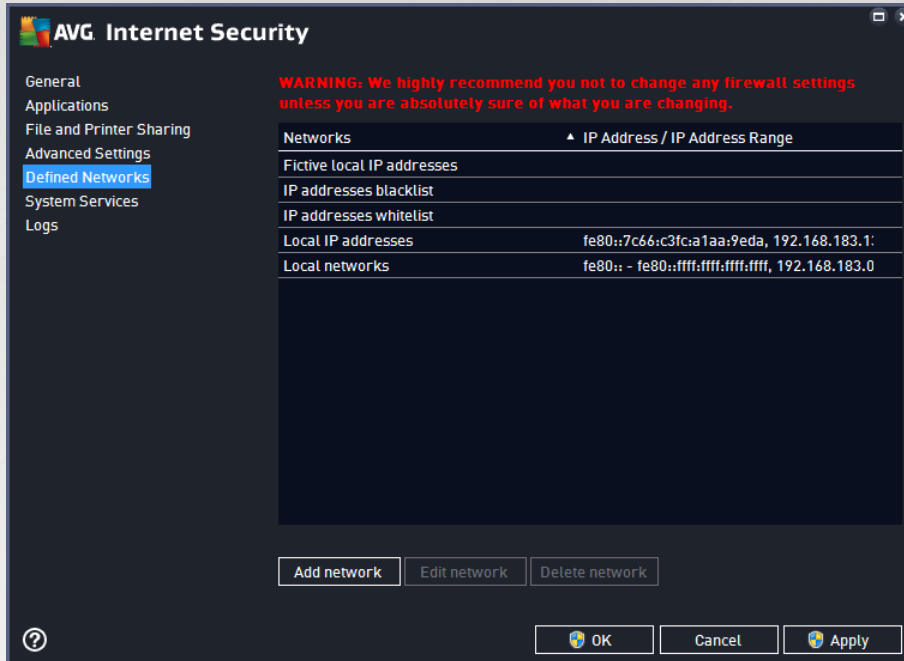 AVG Internet Security
General
Applications
File and Printer Sharing
Advanced Settings
Defined Networks
System Services
Logs
WARNING: We highly recommend you not to change any firewall settings
unless you are absolutely sure of what you are changing.
Networks IP Address / IP Address Range
Fictive local IP addresses
IP addresses blacklist
IP addresses whitelist
Local IP addresses fe80::7c66:c3fc:a1aa:9eda,
Local networks fe80:: - fe80::ffff:ffff:ffff:ffff, 192.168.183.0
Add network Edit network Delete network
OK Cancel Apply